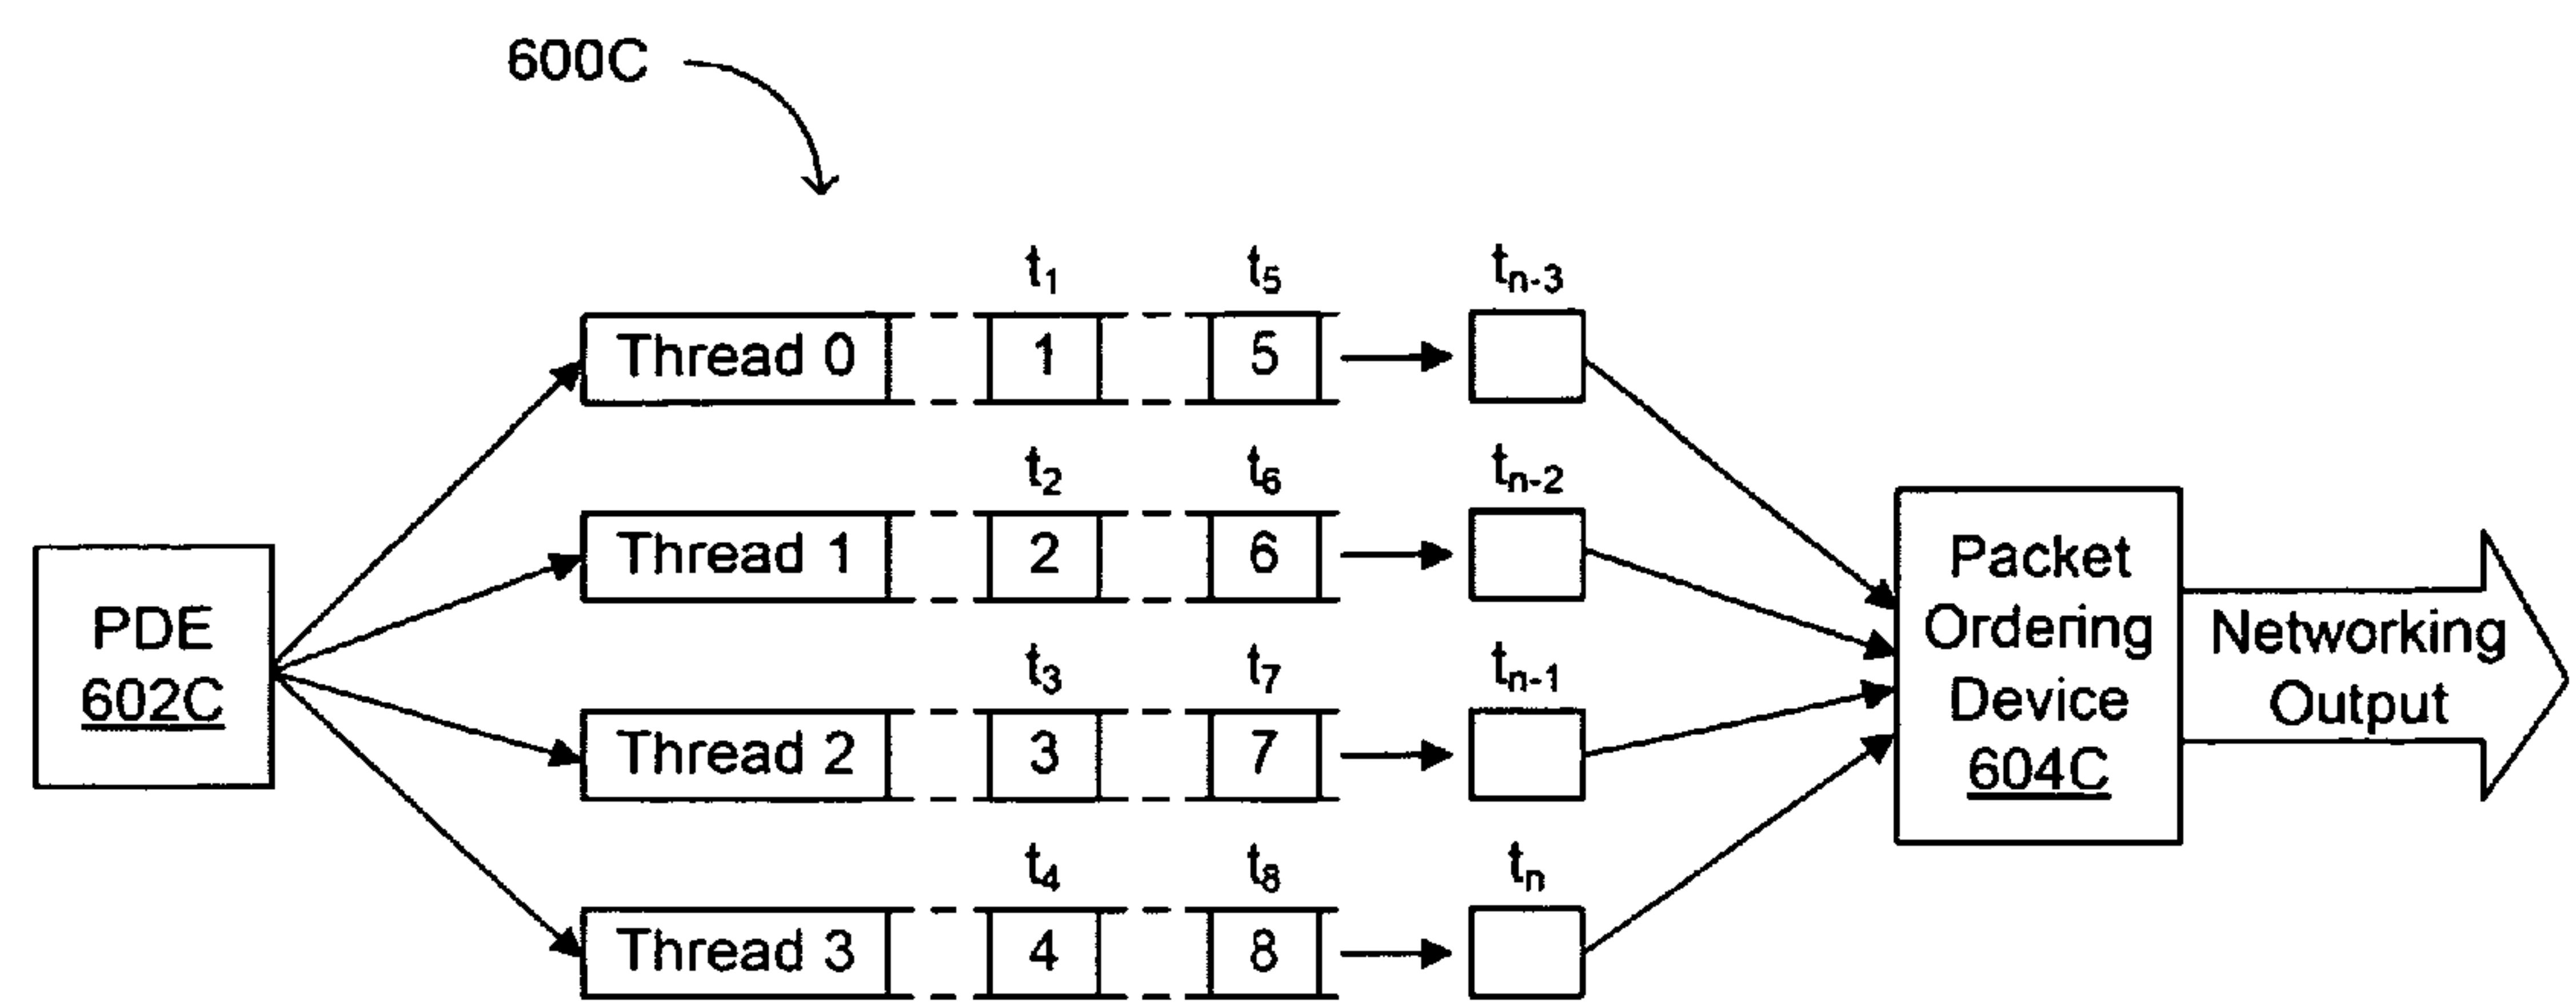 600C
t1 t5 tn-3
Thread 0 1 5
t2 t6 tn-2
Thread 1 2 6
t3 t7 tn-1
Thread 2 3 7
t4 t8 tn
Thread 3 4 8
PDE
602C
Packet
Ordering
Device
604C
Networking
Output